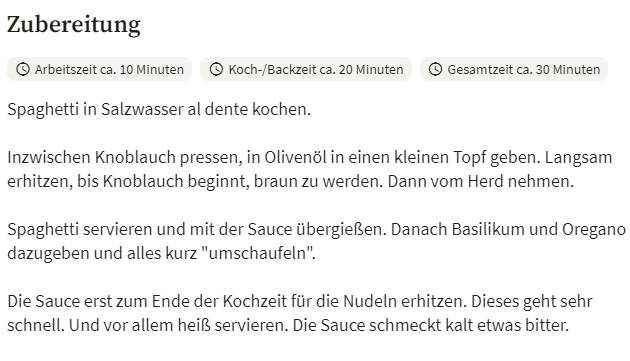 Zubereitung
Arbeitszeit ca. 10 Minuten Koch-/Backzeit ca. 20 Minuten Gesamtzeit ca. 30 Minuten
Spaghetti in Salzwasser al dente kochen.
Inzwischen Knoblauch pressen, in Olivenöl in einen kleinen Topf geben. Langsam
erhitzen, bis Knoblauch beginnt, braun zu werden. Dann vom Herd nehmen.
Spaghetti servieren und mit der Sauce übergießen. Danach Basilikum und Oregano
dazugeben und alles kurz "umschaufeln".
Die Sauce erst zum Ende der Kochzeit für die Nudeln erhitzen. Dieses geht sehr
schnell. Und vor allem heiß servieren. Die Sauce schmeckt kalt etwas bitter.